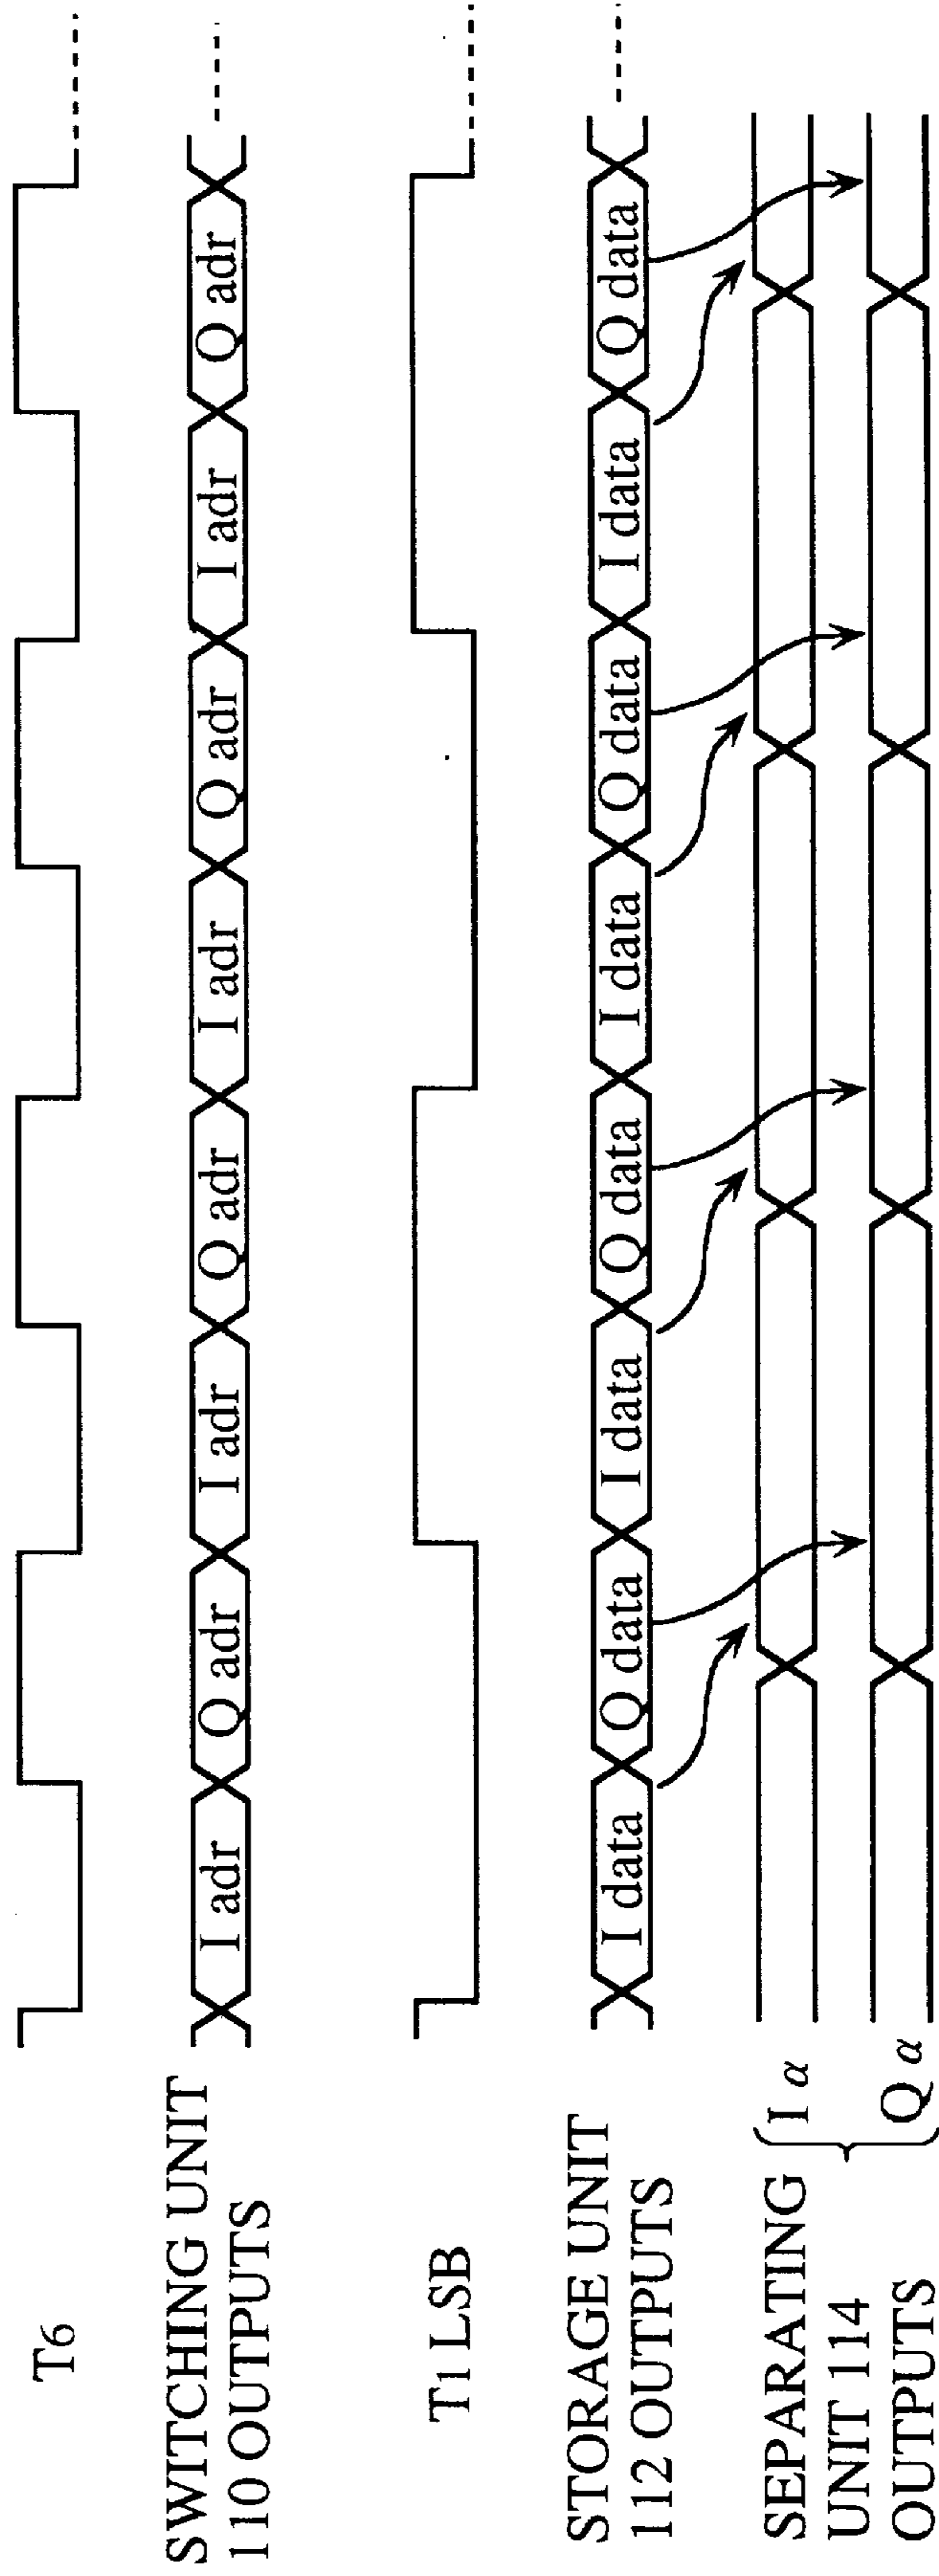 T6
SWITCHING UNIT
110 OUTPUTS
I adr Q adr I adr Q adr I adr Q adr I adr Q adr
T1 LSB
STORAGE UNIT
112 OUTPUTS
I data Q data I data Q data I data Q data I data Q data
SEPARATING
UNIT 114
OUTPUTS
I α
Q α